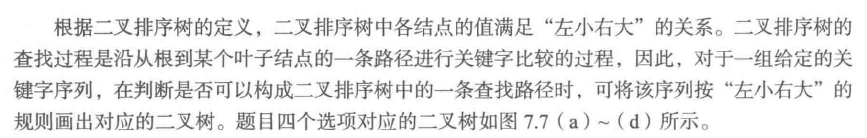 根据二叉排序树的定义，二叉排序树中各结点的值满足“左小右大”的关系。二叉排序树的
查找过程是沿从根到某个叶子结点的一条路径进行关键字比较的过程，因此，对于一组给定的关
键字序列，在判断是否可以构成二叉排序树中的一条查找路径时，可将该序列按“左小右大”的
规则画出对应的二叉树。题目四个选项对应的二叉树如图 7.7（a）~（d）所示。